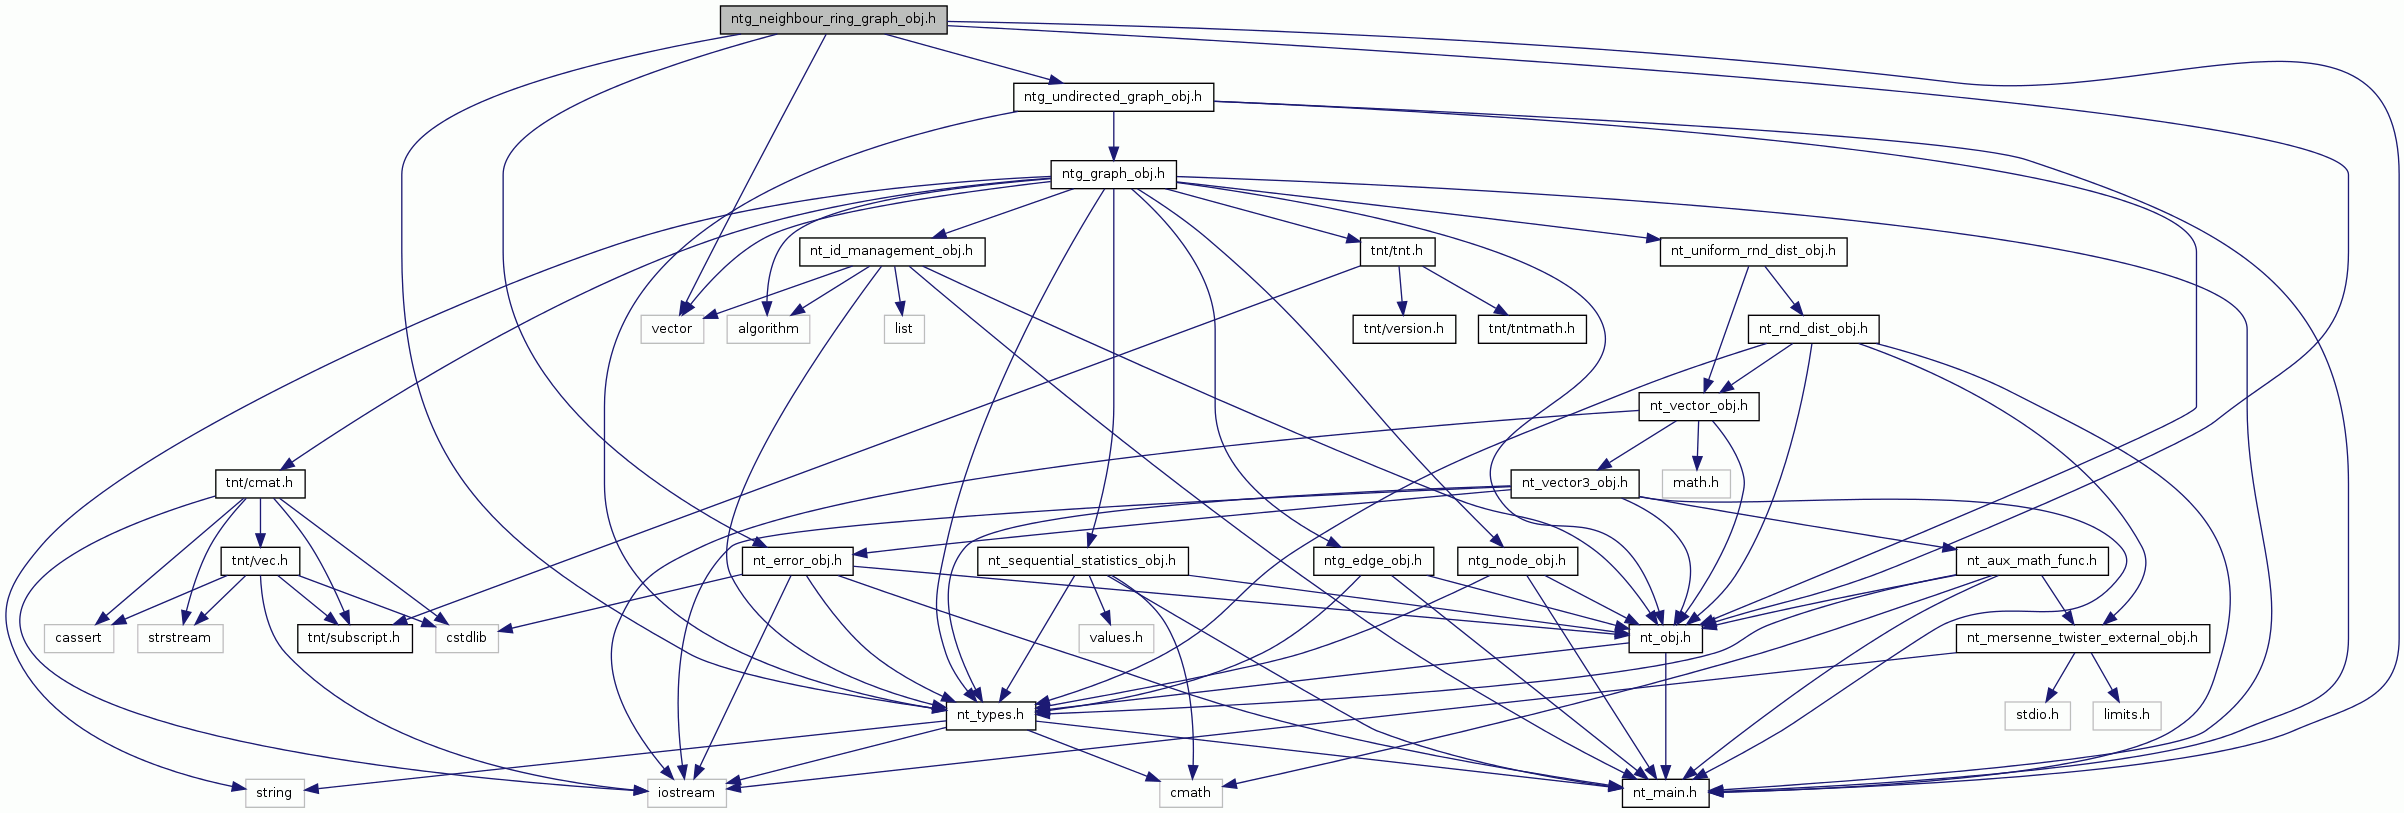 ntg_neighbour_ring_graph_obj.h
ntg_undirected_graph_obj.h
ntg_graph_obj.h
nt_id_management_obj.h
tnt/tnt.h
nt_uniform_rnd_dist_obj.h
vector
algorithm
list
tnt/version.h
tnt/tntmath.h
nt_rnd_dist_obj.h
nt_vector_obj.h
tnt/cmat.h
nt_vector3_obj.h
math.h
tnt/vec.h
nt_error_obj.h
nt_sequential_statistics_obj.h
ntg_edge_obj.h
ntg_node_obj.h
nt_aux_math_func.h
cassert
strstream
tnt/subscript.h
cstdlib
values.h
nt_obj.h
nt_mersenne_twister_external_obj.h
nt_types.h
stdio.h
limits.h
string
iostream
cmath
nt_main.h